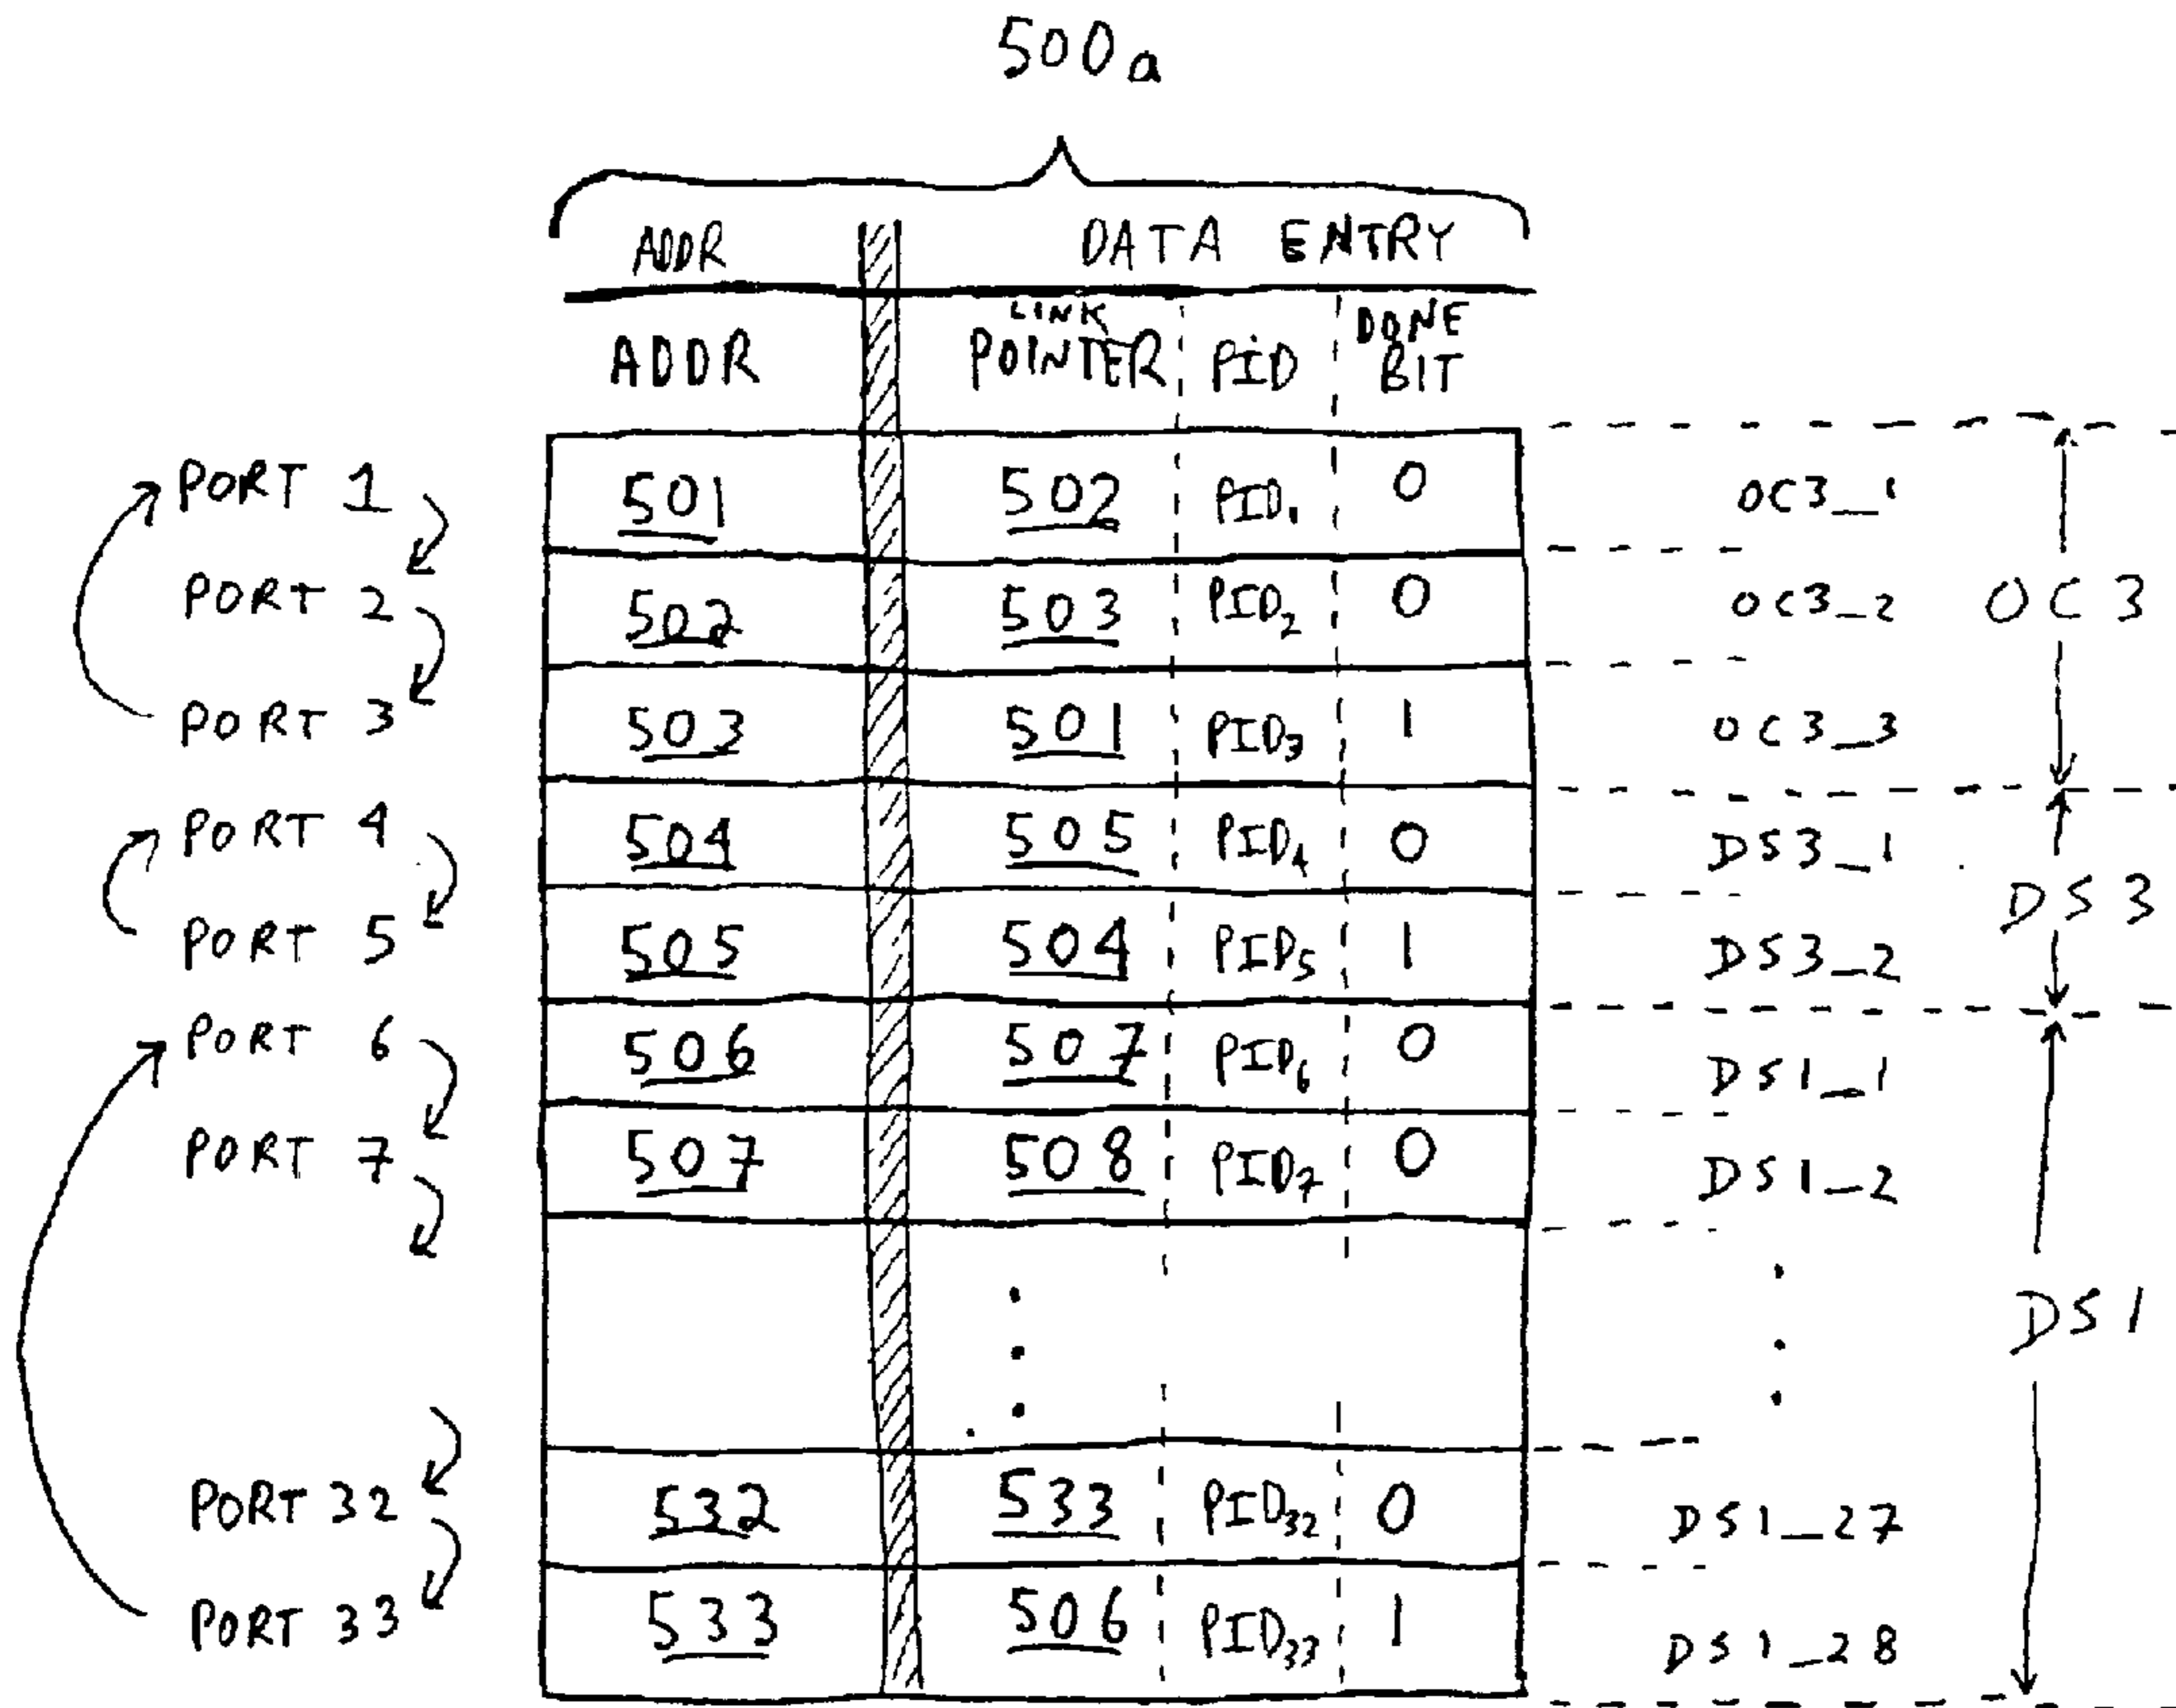 500a
ADDR DATA ENTRY
ADDR LINK POINTER PID DONE BIT
PORT 1 501 502 PID1 0 OC3_1
PORT 2 502 503 PID2 0 OC3_2 OC3
PORT 3 503 501 PID3 1 OC3_3
PORT 4 504 505 PID4 0 DS3_1
DS3
PORT 5 505 504 PID5 1 DS3_2
PORT 6 506 507 PID6 0 DS1_1
PORT 7 507 508 PID7 0 DS1_2
DS1
PORT 32 532 533 PID32 0 DS1_27
PORT 33 533 506 PID33 1 DS1_28